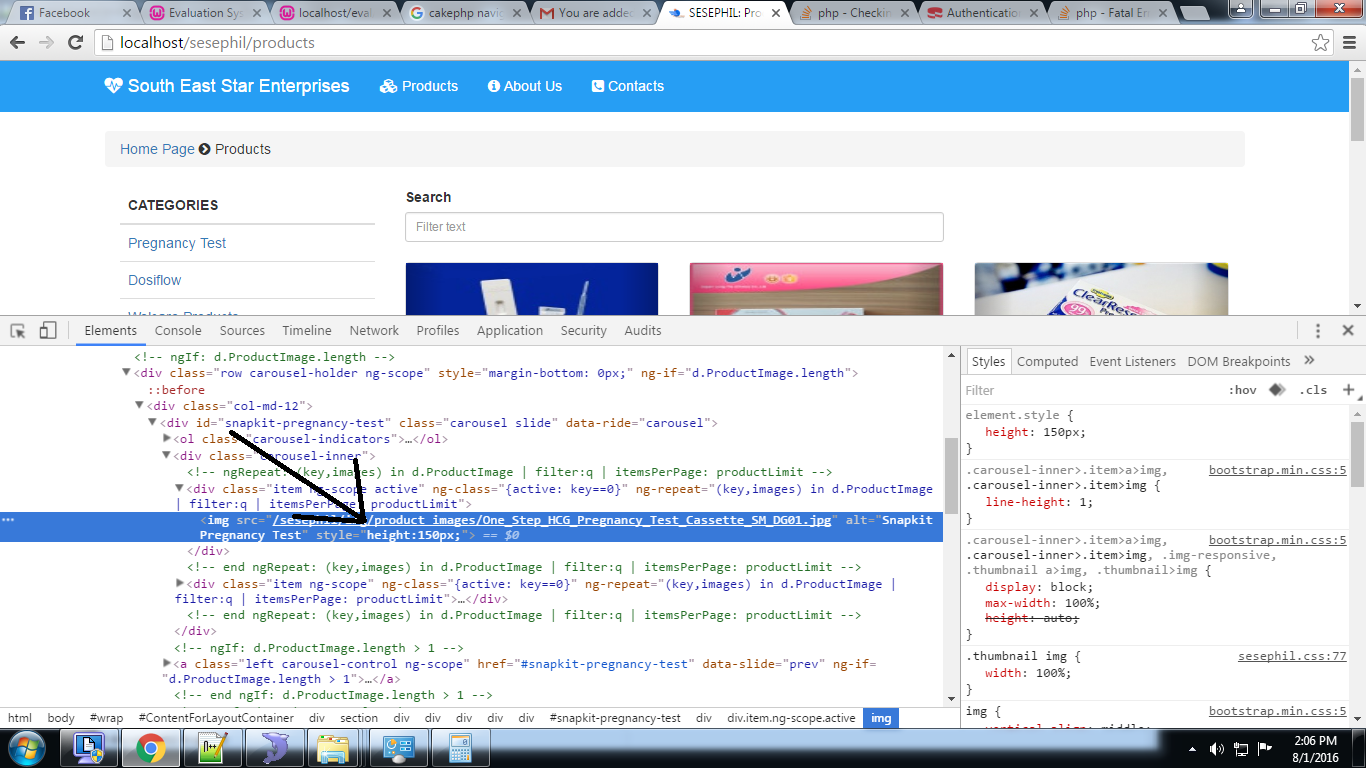 Facebook
Evaluation Sys
localhost/eval
cakephp navig
You are added
SESEPHIL: Pro
php - Checkin
Authentication
php - Fatal Err
localhost/sesephil/products
South East Star Enterprises
Products
About Us
Contacts
Home Page Products
CATEGORIES
Pregnancy Test
Dosiflow
Search
Filter text
Elements
Console
Sources
Timeline
Network
Profiles
Application
Security
Audits
<!-- ngIf: d.ProductImage.length -->
<div class="row carousel-holder ng-scope" style="margin-bottom: 0px;" ng-if="d.ProductImage.length">
::before
<div class="col-md-12">
<div id="snapkit-pregnancy-test" class="carousel slide" data-ride="carousel">
<ol class="carousel-indicators">…</ol>
<div class="carousel-inner">
<!-- ngRepeat: (key,images) in d.ProductImage | filter:q | itemsPerPage: productLimit -->
<div class="item ng-scope active" ng-class="{active: key==0}" ng-repeat="(key,images) in d.ProductImage
| filter:q | itemsPerPage: productLimit">
<img src="/sesephil/ /product_images/One_Step_HCG_Pregnancy_Test_Cassette_SM_DG01.jpg" alt="Snapkit
Pregnancy Test" style="height:150px;"> == $0
</div>
<!-- end ngRepeat: (key,images) in d.ProductImage | filter:q | itemsPerPage: productLimit -->
<div class="item ng-scope" ng-class="{active: key==0}" ng-repeat="(key,images) in d.ProductImage |
filter:q | itemsPerPage: productLimit">…</div>
<!-- end ngRepeat: (key,images) in d.ProductImage | filter:q | itemsPerPage: productLimit -->
</div>
<!-- ngIf: d.ProductImage.length > 1 -->
<a class="left carousel-control ng-scope" href="#snapkit-pregnancy-test" data-slide="prev" ng-if=
"d.ProductImage.length > 1">…</a>
<!-- end ngIf: d.ProductImage.length > 1 -->
html body #wrap #ContentForLayoutContainer div section div div div div #snapkit-pregnancy-test div div.item.ng-scope.active img
Styles
Computed
Event Listeners
DOM Breakpoints
Filter
:hov
.cls
element.style {
height: 150px;
}
.carousel-inner>.item>a>img, bootstrap.min.css:5
.carousel-inner>.item>img {
line-height: 1;
}
.carousel-inner>.item>a>img, bootstrap.min.css:5
.carousel-inner>.item>img, .img-responsive,
.thumbnail a>img, .thumbnail>img {
display: block;
max-width: 100%;
height: auto;
}
.thumbnail img { sesephil.css:77
width: 100%;
}
img { bootstrap.min.css:5
vertical-align: middle;
2:06 PM
8/1/2016